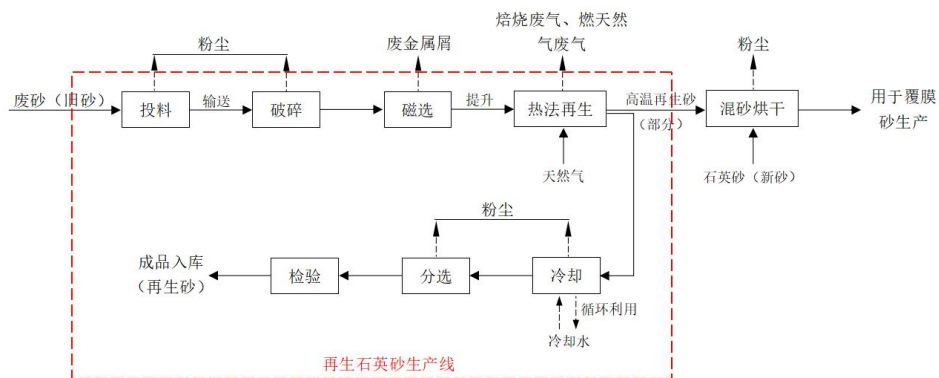 粉尘
废金属屑
焙烧废气、燃天然
气废气
粉尘
废砂（旧砂）
投料
输送
破碎
磁选
提升
热法再生
高温再生砂
（部分）
混砂烘干
用于覆膜
砂生产
天然气
石英砂（新砂）
粉尘
成品入库
（再生砂）
检验
分选
冷却
循环利用
冷却水
再生石英砂生产线